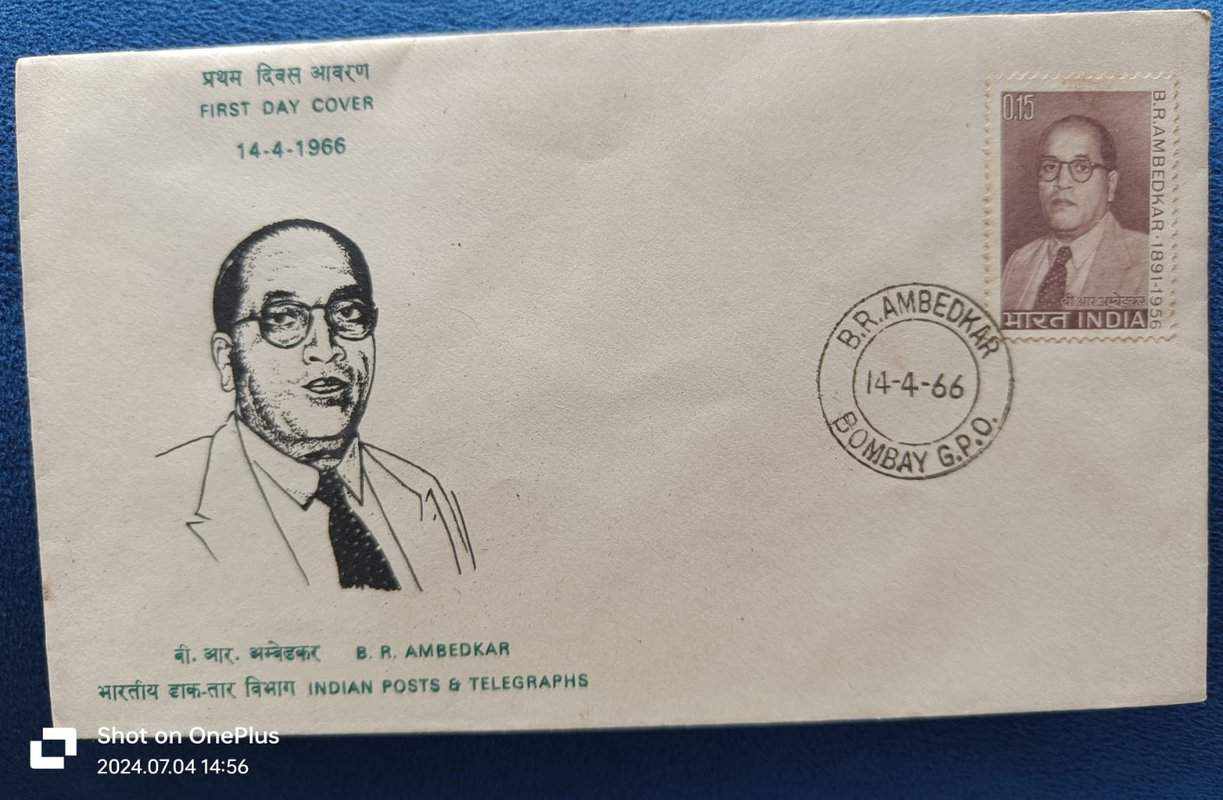 प्रथम दिवस आवरण
FIRST DAY COVER
14-4-1966
0.15
B.R.AMBEDKAR·1891-1956
बी आर अम्बेडकर
भारत INDIA
B.R.AMBEDKAR
14-4-66
BOMBAY G.P.O.
बी. आर. अम्बेडकर B. R. AMBEDKAR
भारतीय डाक-तार विभाग INDIAN POSTS & TELEGRAPHS
Shot on OnePlus
2024.07.04 14:56